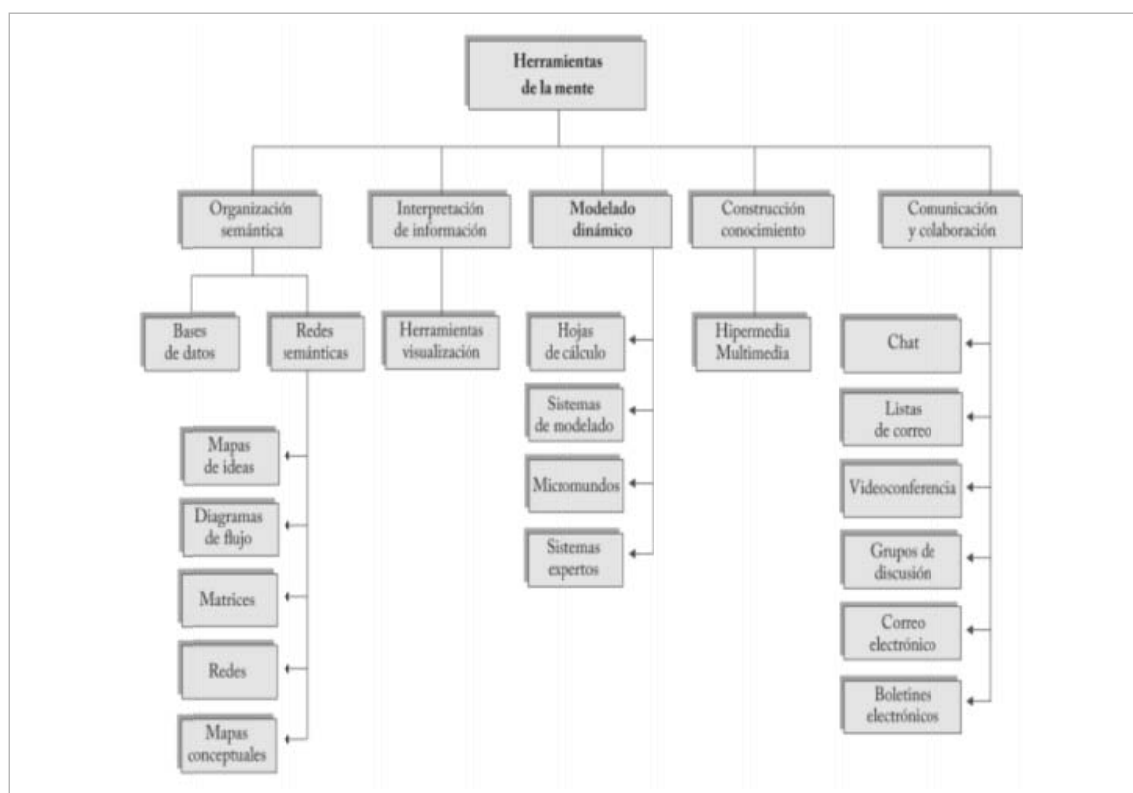 Herramientas
de la mente
Organización
semántica
Interpretación
de información
Modelado
dinámico
Construcción
conocimiento
Comunicación
y colaboración
Bases
de datos
Redes
semánticas
Herramientas
visualización
Hojas
de cálculo
Hipermedia
Multimedia
Chat
Sistemas
de modelado
Listas
de correo
Mapas
de ideas
Micromundos
Videoconferencia
Diagramas
de flujo
Sistemas
expertos
Grupos de
discusión
Matrices
Correo
electrónico
Redes
Boletines
electrónicos
Mapas
conceptuales